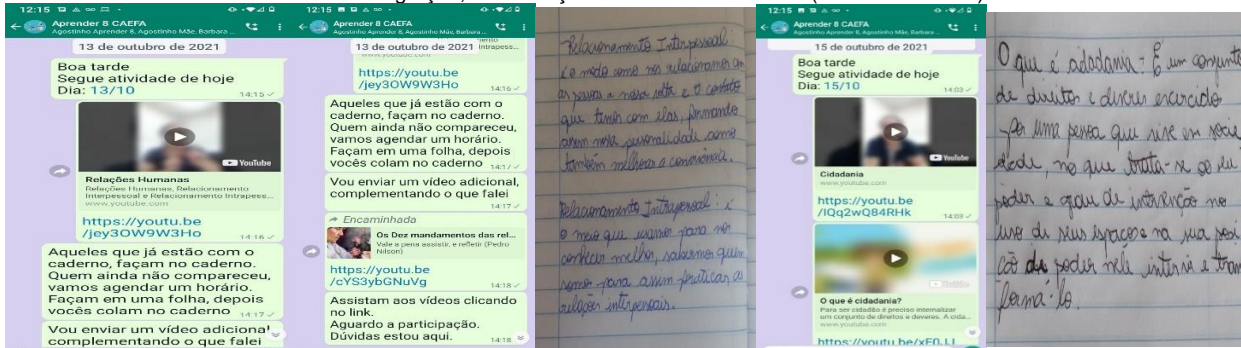 12:15
Aprender 8 CAEFA
Agostinho Aprender 8, Agostinho Mãe, Barbara ...
13 de outubro de 2021
Boa tarde
Segue atividade de hoje
Dia: 13/10
14:15
YouTube
Relações Humanas
Relações Humanas, Relacionamento
Interpessoal e Relacionamento Intrapess...
www.youtube.com
https://youtu.be
/jey3OW9W3Ho
14:16
Aqueles que já estão com o
caderno, façam no caderno.
Quem ainda não compareceu,
vamos agendar um horário.
Façam em uma folha, depois
vocês colam no caderno
14:17
Vou enviar um vídeo adicional,
complementando o que falei
12:15
Aprender 8 CAEFA
Agostinho Aprender 8, Agostinho Mãe, Barbara ...
13 de outubro de 2021
www.youtube.com
https://youtu.be
/jey3OW9W3Ho
14:16
Aqueles que já estão com o
caderno, façam no caderno.
Quem ainda não compareceu,
vamos agendar um horário.
Façam em uma folha, depois
vocês colam no caderno
14:17
Vou enviar um vídeo adicional,
complementando o que falei
14:17
Encaminhada
Os Dez mandamentos das rel...
Vale a pena assistir, e refletir (Pedro
Nilson)
https://youtu.be
/cYS3ybGNuVg
14:18
Assistam aos vídeos clicando
no link.
Aguardo a participação.
Dúvidas estou aqui.
14:18
Relacionamento Interpessoal:
é o modo como nos relacionamos com
as pessoas a nossa volta e o contato
que temos com elas, formando
assim nossa personalidade como
também melhora a convivência.
Relacionamento Intrapessoal: é
o meio que usamos para nos
conhecer melhor, sabermos quem
somos para assim praticar as
relações interpessoais.
12:15
Aprender 8 CAEFA
Agostinho Aprender 8, Agostinho Mãe, Barbara ...
15 de outubro de 2021
Boa tarde
Segue atividade de hoje
Dia: 15/10
14:03
Cidadania
www.youtube.com
https://youtu.be
/IQq2wQ84RHk
14:03
O que é cidadania?
Para ser cidadão é preciso internalizar
um conjunto de direitos e deveres. A cida...
www.youtube.com
O que é cidadania - É um conjunto
de direitos e deveres exercido
por uma pessoa que vive em socie
dade, no que trata-se ao seu
poder e grau de intervenção no
uso de seus espaços e na sua posi
ção de poder nele intervir e trans
formá-lo.